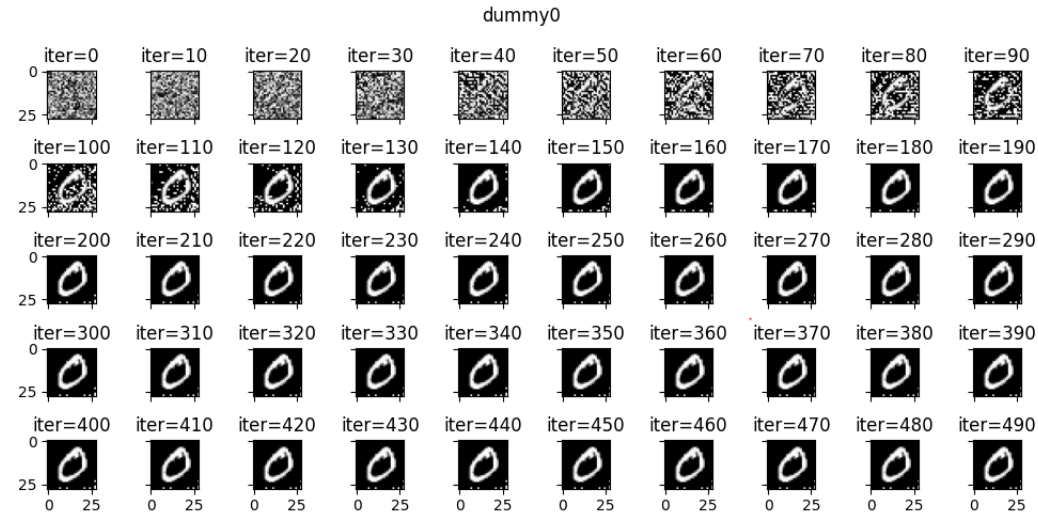 dummy0
iter=0 iter=10 iter=20 iter=30 iter=40 iter=50 iter=60 iter=70 iter=80 iter=90
0
25
iter=100 iter=110 iter=120 iter=130 iter=140 iter=150 iter=160 iter=170 iter=180 iter=190
0
25
iter=200 iter=210 iter=220 iter=230 iter=240 iter=250 iter=260 iter=270 iter=280 iter=290
0
25
iter=300 iter=310 iter=320 iter=330 iter=340 iter=350 iter=360 iter=370 iter=380 iter=390
0
25
iter=400 iter=410 iter=420 iter=430 iter=440 iter=450 iter=460 iter=470 iter=480 iter=490
0
25
0 25 0 25 0 25 0 25 0 25 0 25 0 25 0 25 0 25 0 25